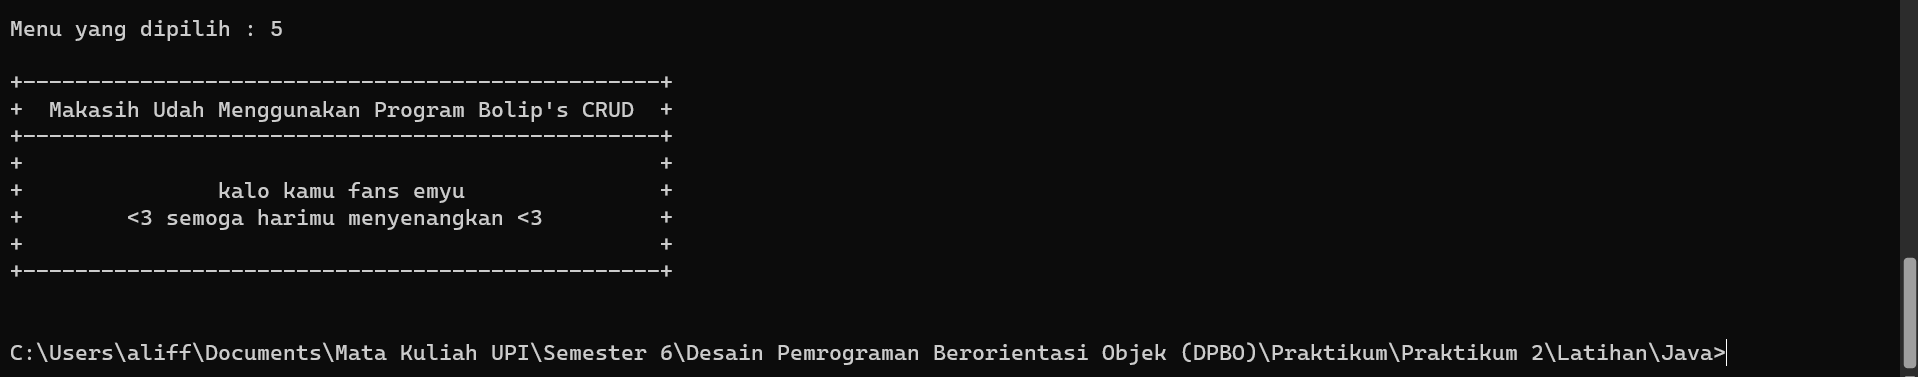 Menu yang dipilih : 5
+-------------------------------------------------+
+  Makasih Udah Menggunakan Program Bolip's CRUD  +
+-------------------------------------------------+
+                                                 +
+               kalo kamu fans emyu               +
+        <3 semoga harimu menyenangkan <3         +
+                                                 +
+-------------------------------------------------+
C:\Users\aliff\Documents\Mata Kuliah UPI\Semester 6\Desain Pemrograman Berorientasi Objek (DPBO)\Praktikum\Praktikum 2\Latihan\Java>